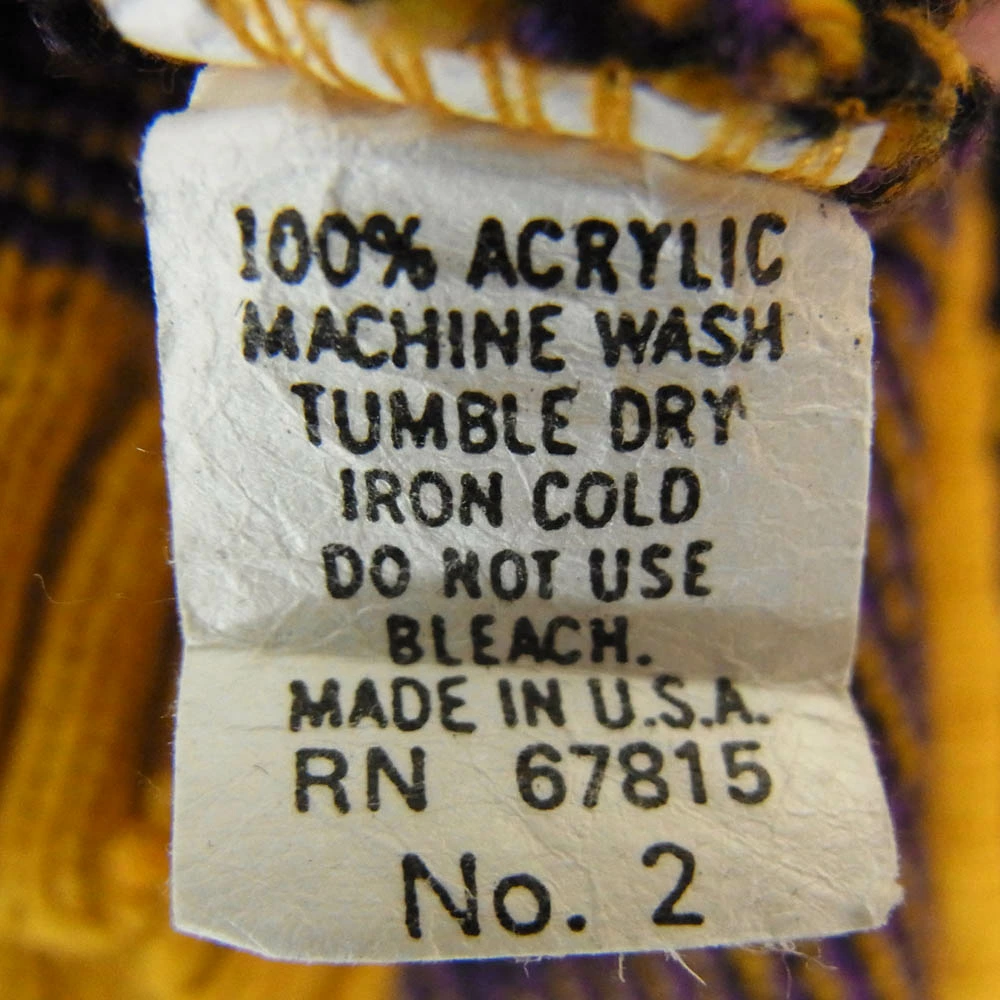 100% ACRYLIC
MACHINE WASH
TUMBLE DRY
IRON COLD
DO NOT USE
BLEACH.
MADE IN U.S.A.
RN 67815
No. 2